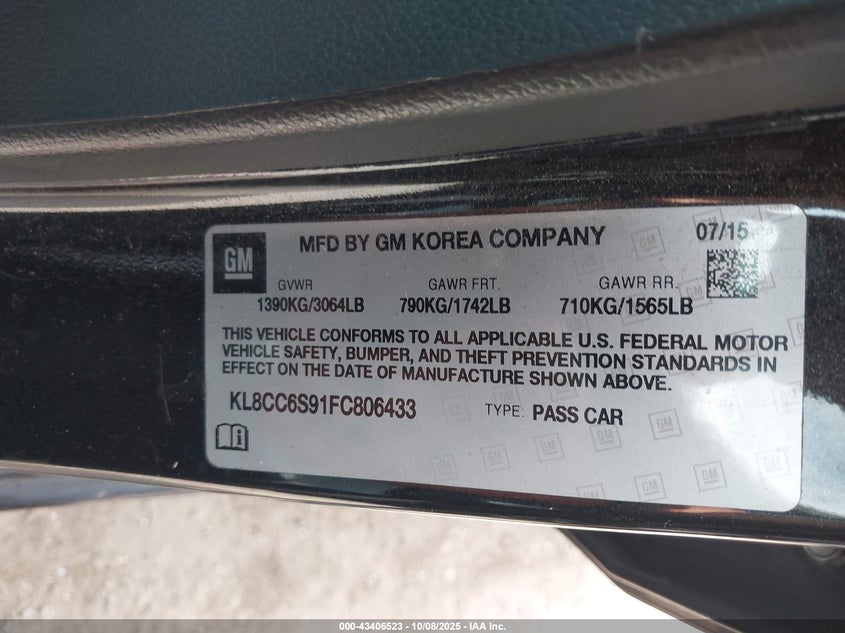 GM MFD BY GM KOREA COMPANY 07/15
GVWR GAWR FRT. GAWR RR.
1390KG/3064LB 790KG/1742LB 710KG/1565LB
THIS VEHICLE CONFORMS TO ALL APPLICABLE U.S. FEDERAL MOTOR
VEHICLE SAFETY, BUMPER, AND THEFT PREVENTION STANDARDS IN
EFFECT ON THE DATE OF MANUFACTURE SHOWN ABOVE.
KL8CC6S91FC806433 TYPE: PASS CAR
000-43406523 - 10/08/2025 - IAA Inc.